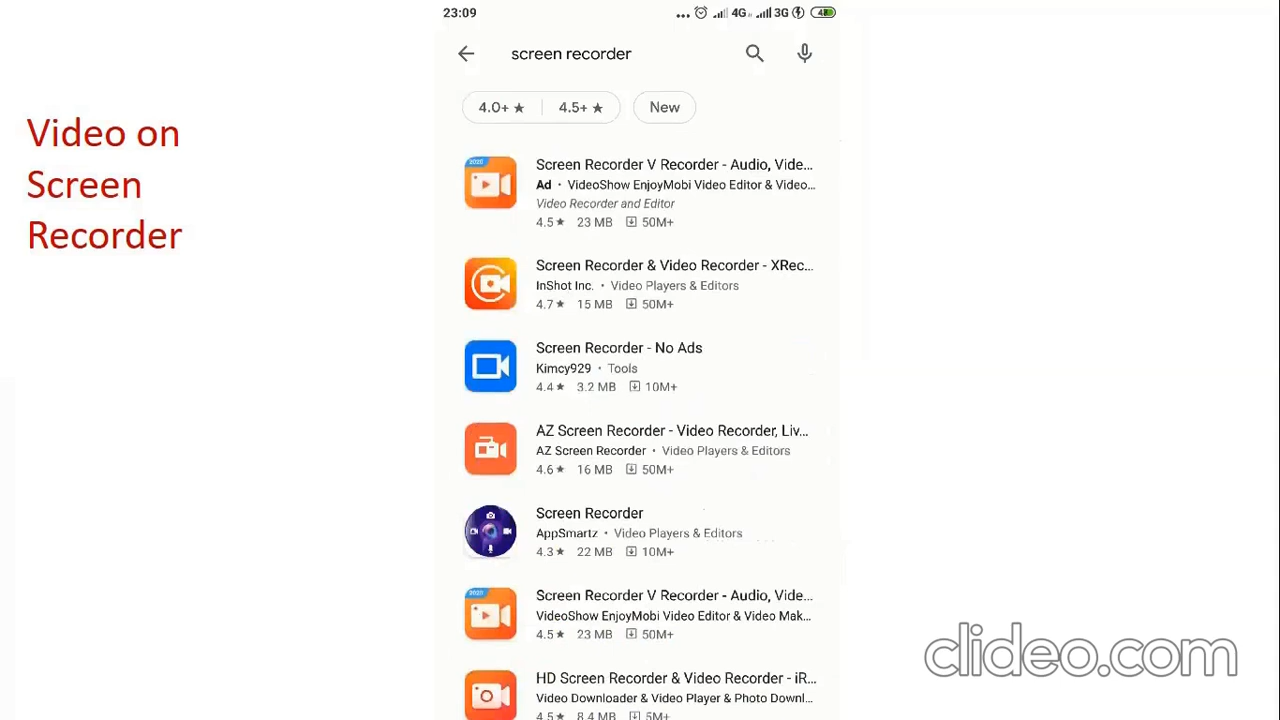 Video on
Screen
Recorder
23:09
4G
3G
48
screen recorder
4.0+ ★
4.5+ ★
New
2020
Screen Recorder V Recorder - Audio, Vide...
Ad • VideoShow EnjoyMobi Video Editor & Video...
Video Recorder and Editor
4.5★ 23 MB 50M+
Screen Recorder & Video Recorder - XRec...
InShot Inc. • Video Players & Editors
4.7★ 15 MB 50M+
Screen Recorder - No Ads
Kimcy929 • Tools
4.4★ 3.2 MB 10M+
AZ Screen Recorder - Video Recorder, Liv...
AZ Screen Recorder • Video Players & Editors
4.6★ 16 MB 50M+
Screen Recorder
AppSmartz • Video Players & Editors
4.3★ 22 MB 10M+
2020
Screen Recorder V Recorder - Audio, Vide...
VideoShow EnjoyMobi Video Editor & Video Mak...
4.5★ 23 MB 50M+
HD Screen Recorder & Video Recorder - iR...
Video Downloader & Video Player & Photo Downl...
4.5★ 8.4 MB 5M+
clideo.com